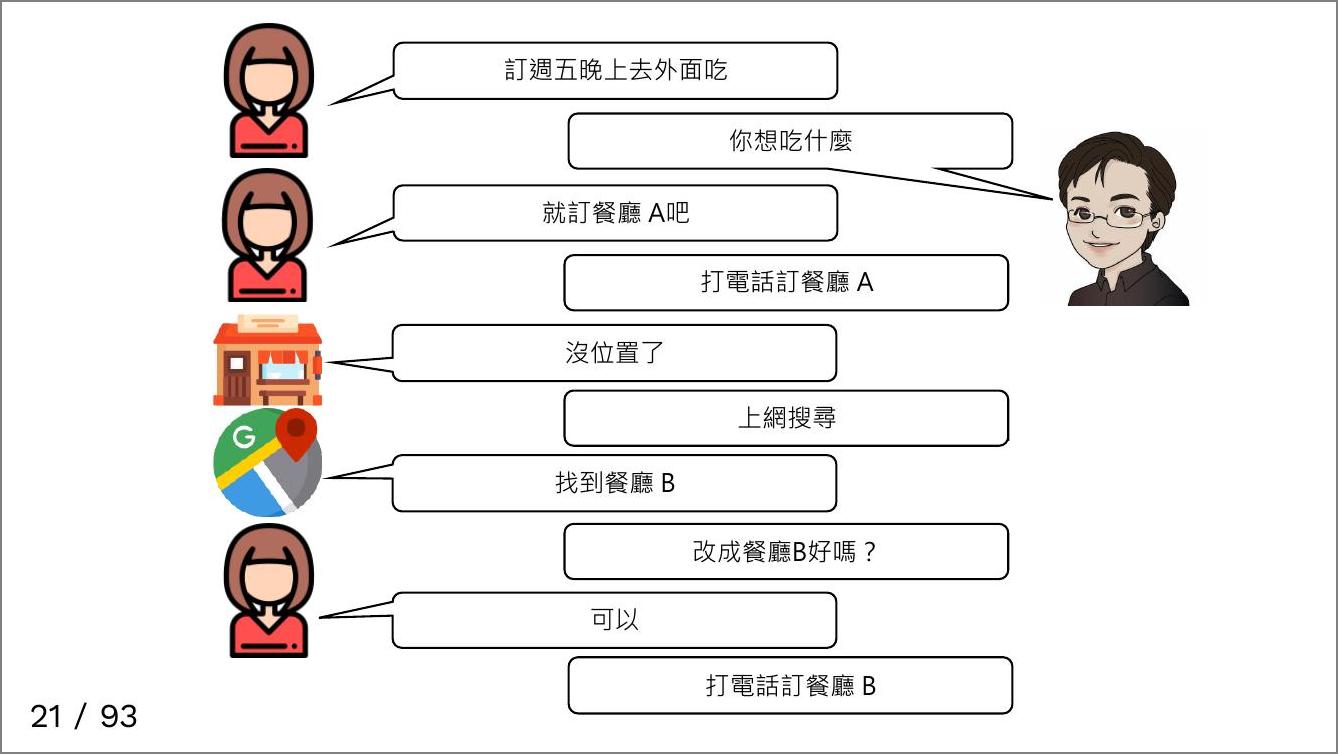 訂週五晚上去外面吃
你想吃什麼
就訂餐廳 A吧
打電話訂餐廳 A
沒位置了
上網搜尋
G
找到餐廳 B
改成餐廳B好嗎？
可以
打電話訂餐廳 B
21 / 93